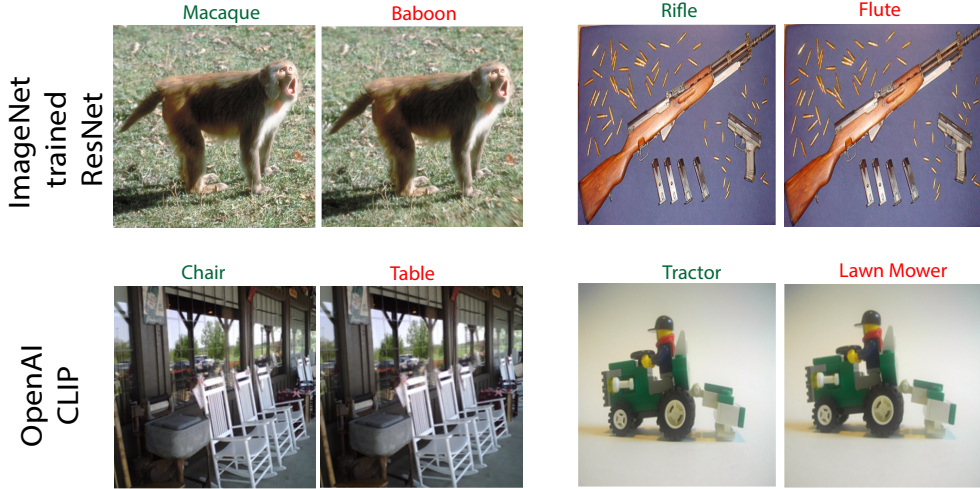 Macaque
Baboon
Rifle
Flute
ImageNet
trained
ResNet
Chair
Table
Tractor
Lawn Mower
OpenAI
CLIP